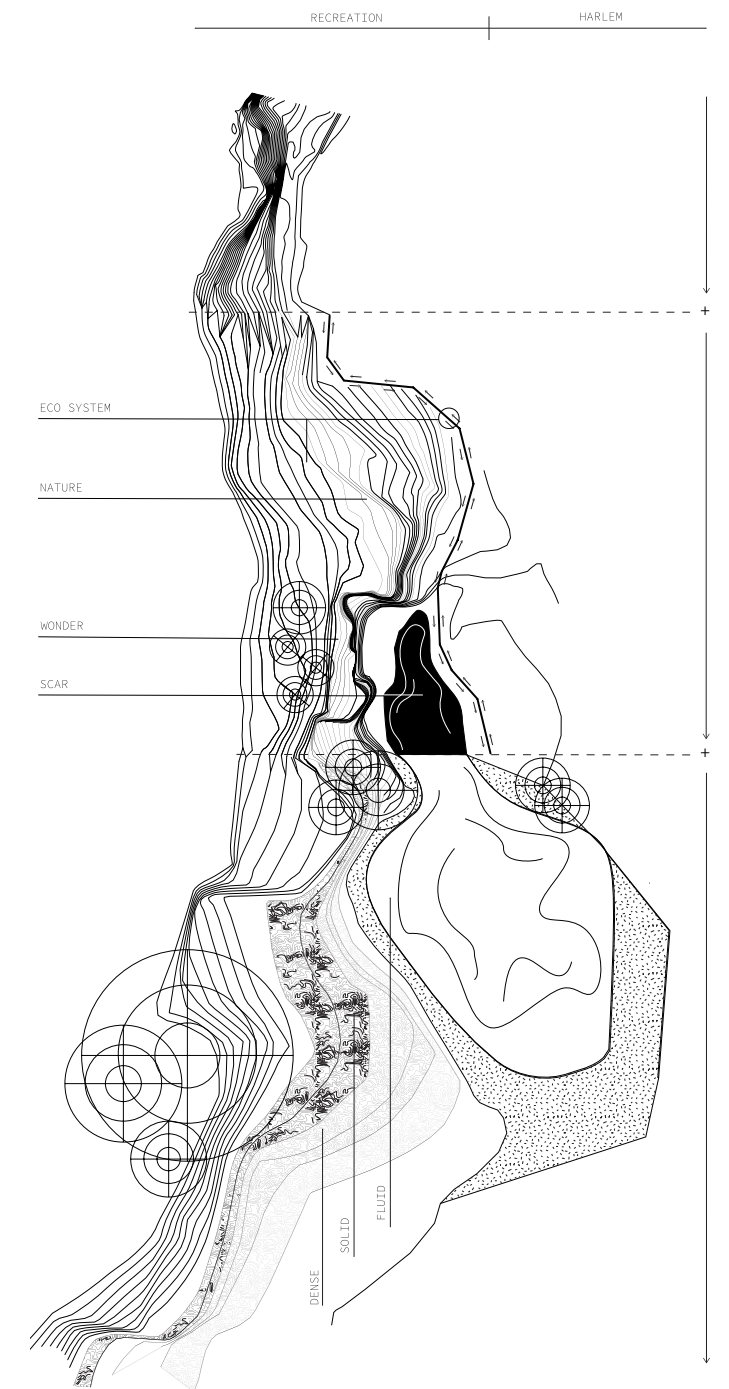 RECREATION
HARLEM
ECO SYSTEM
NATURE
WONDER
SCAR
FLUID
SOLID
DENSE